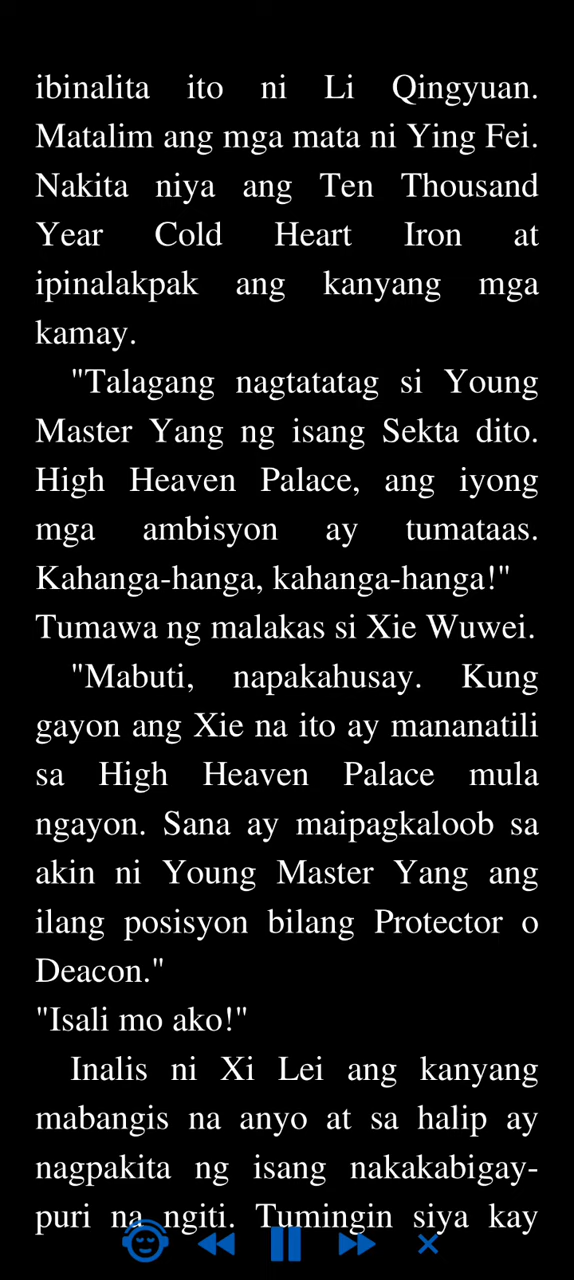 ibinalita ito ni Li Qingyuan.
Matalim ang mga mata ni Ying Fei.
Nakita niya ang Ten Thousand
Year Cold Heart Iron at
ipinalakpak ang kanyang mga
kamay.
"Talagang nagtatatag si Young
Master Yang ng isang Sekta dito.
High Heaven Palace, ang iyong
mga ambisyon ay tumataas.
Kahanga-hanga, kahanga-hanga!"
Tumawa ng malakas si Xie Wuwei.
"Mabuti, napakahusay. Kung
gayon ang Xie na ito ay mananatili
sa High Heaven Palace mula
ngayon. Sana ay maipagkaloob sa
akin ni Young Master Yang ang
ilang posisyon bilang Protector o
Deacon."
"Isali mo ako!"
Inalis ni Xi Lei ang kanyang
mabangis na anyo at sa halip ay
nagpakita ng isang nakakabigay-
puri na ngiti. Tumingin siya kay